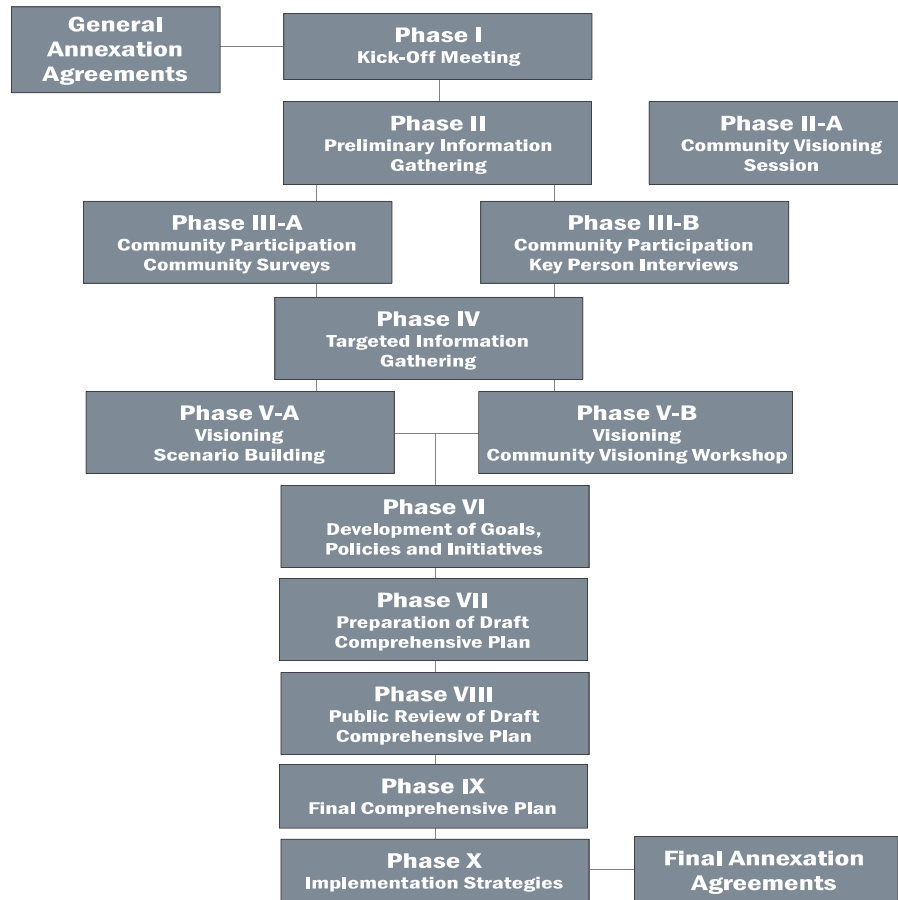 General
Annexation
Agreements
Phase I
Kick-Off Meeting
Phase II
Preliminary Information
Gathering
Phase II-A
Community Visioning
Session
Phase III-A
Community Participation
Community Surveys
Phase III-B
Community Participation
Key Person Interviews
Phase IV
Targeted Information
Gathering
Phase V-A
Visioning
Scenario Building
Phase V-B
Visioning
Community Visioning Workshop
Phase VI
Development of Goals,
Policies and Initiatives
Phase VII
Preparation of Draft
Comprehensive Plan
Phase VIII
Public Review of Draft
Comprehensive Plan
Phase IX
Final Comprehensive Plan
Phase X
Implementation Strategies
Final Annexation
Agreements